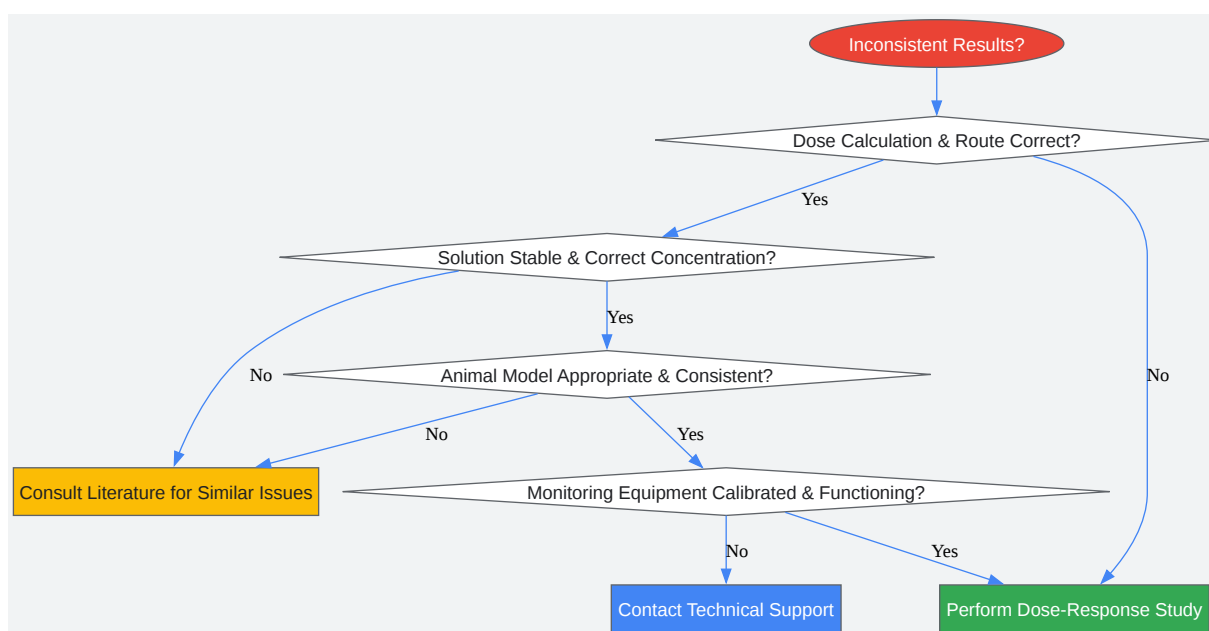 Inconsistent Results?
Dose Calculation & Route Correct?
Yes
Solution Stable & Correct Concentration?
Yes
No
Animal Model Appropriate & Consistent?
No
No
Yes
Consult Literature for Similar Issues
Monitoring Equipment Calibrated & Functioning?
No
Yes
Contact Technical Support
Perform Dose-Response Study